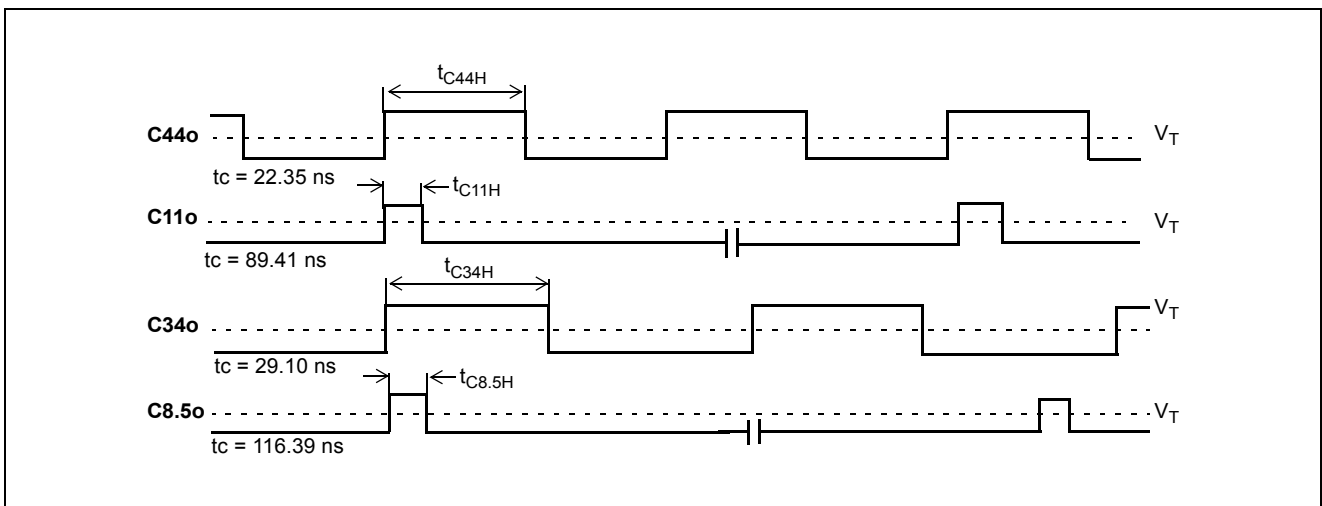 tC44H
C44o VT
tc = 22.35 ns
tC11H
C11o VT
tc = 89.41 ns
tC34H
C34o VT
tc = 29.10 ns
tC8.5H
C8.5o VT
tc = 116.39 ns